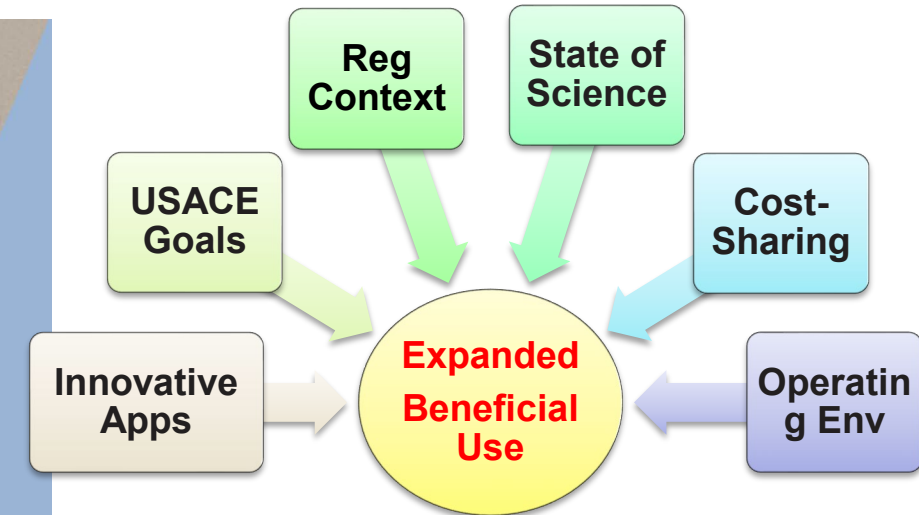 Reg
Context
State of
Science
USACE
Goals
Cost-
Sharing
Innovative
Apps
Expanded
Beneficial
Use
Operatin
g Env